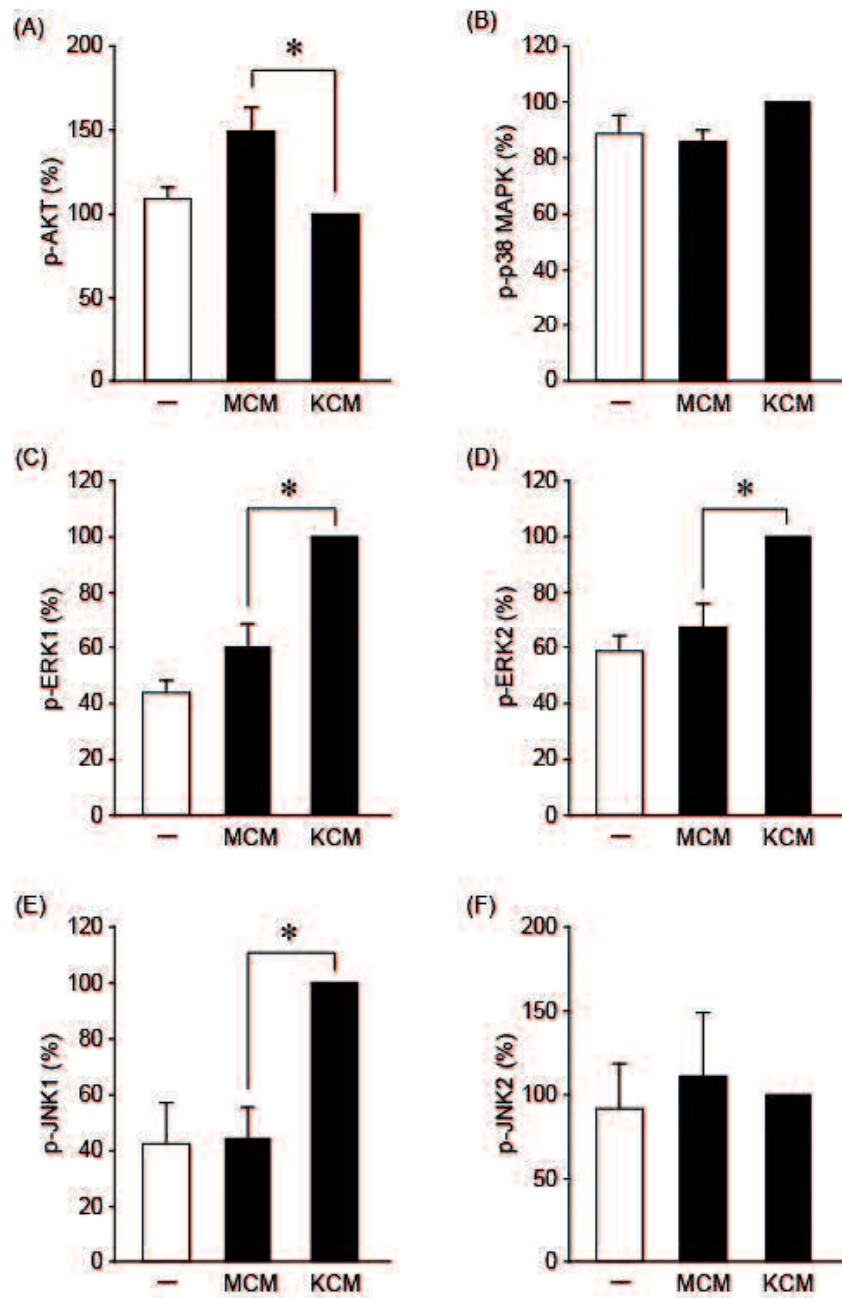 (A)
p-AKT (%)
200
150
100
50
0
*
— MCM KCM
(B)
p-p38 MAPK (%)
120
100
80
60
40
20
0
— MCM KCM
(C)
p-ERK1 (%)
120
100
80
60
40
20
0
*
— MCM KCM
(D)
p-ERK2 (%)
120
100
80
60
40
20
0
*
— MCM KCM
(E)
p-JNK1 (%)
120
100
80
60
40
20
0
*
— MCM KCM
(F)
p-JNK2 (%)
200
150
100
50
0
— MCM KCM